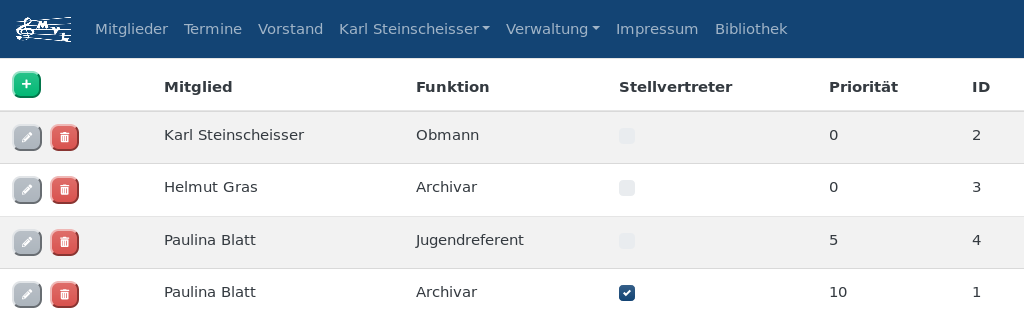 My Mitglieder Termine Vorstand Karl Steinscheisser Verwaltung Impressum Bibliothek
+ Mitglied Funktion Stellvertreter Priorität ID
Karl Steinscheisser Obmann 0 2
Helmut Gras Archivar 0 3
Paulina Blatt Jugendreferent 5 4
Paulina Blatt Archivar 10 1